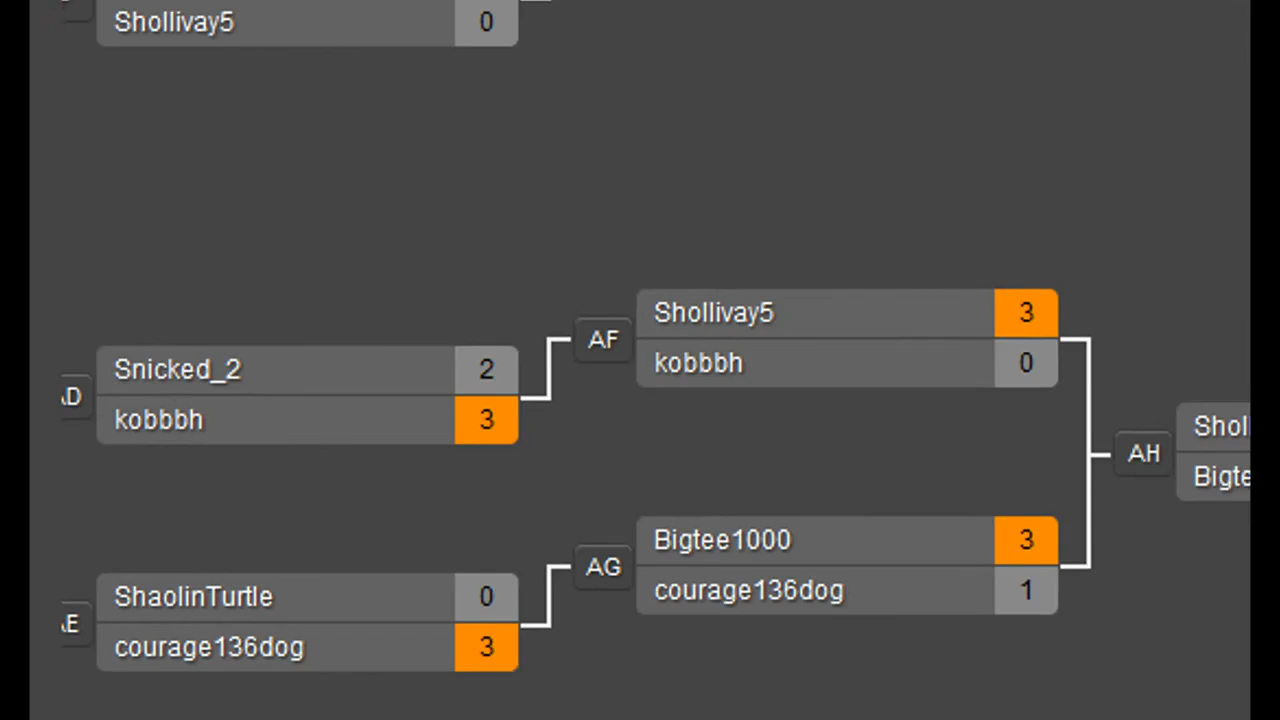 Shollivay5 0
Snicked_2 2
kobbbh 3
ShaolinTurtle 0
courage136dog 3
AF
Shollivay5 3
kobbbh 0
AG
Bigtee1000 3
courage136dog 1
AH